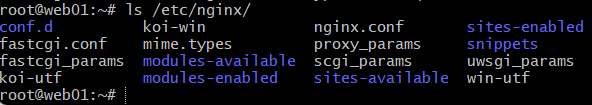 root@web01:~# ls /etc/nginx/
conf.d          koi-win            nginx.conf       sites-enabled
fastcgi.conf    mime.types         proxy_params     snippets
fastcgi_params  modules-available  scgi_params      uwsgi_params
koi-utf         modules-enabled    sites-available  win-utf
root@web01:~#